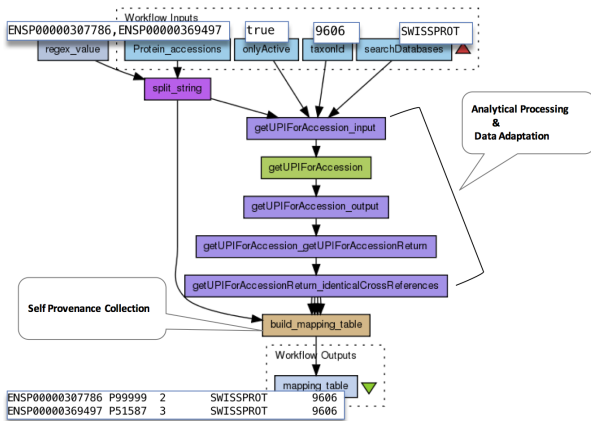 Workflow Inputs
ENSP00000307786,ENSP00000369497
true
9606
SWISSPROT
regex_value
Protein_accessions
onlyActive
taxonId
searchDatabases
split_string
getUPIForAccession_input
getUPIForAccession
getUPIForAccession_output
getUPIForAccession_getUPIForAccessionReturn
getUPIForAccessionReturn_identicalCrossReferences
Analytical Processing
&
Data Adaptation
Self Provenance Collection
build_mapping_table
Workflow Outputs
mapping_table
ENSP00000307786 P99999 2 SWISSPROT 9606
ENSP00000369497 P51587 3 SWISSPROT 9606